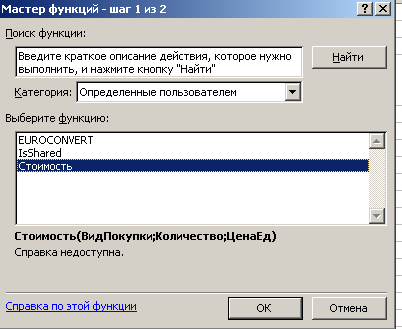 Мастер функций - шаг 1 из 2
Поиск функции:
Введите краткое описание действия, которое нужно
выполнить, и нажмите кнопку "Найти"
Найти
Категория: Определенные пользователем
Выберите функцию:
EUROCONVERT
IsShared
Стоимость
Стоимость(ВидПокупки;Количество;ЦенаЕд)
Справка недоступна.
Справка по этой функции
ОК
Отмена